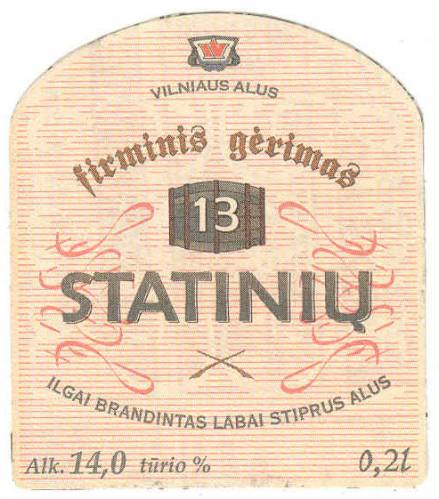 VILNIAUS ALUS
firminis gėrimas
13
STATINIŲ
ILGAI BRANDINTAS LABAI STIPRUS ALUS
Alk. 14,0 tūrio % 0,2l